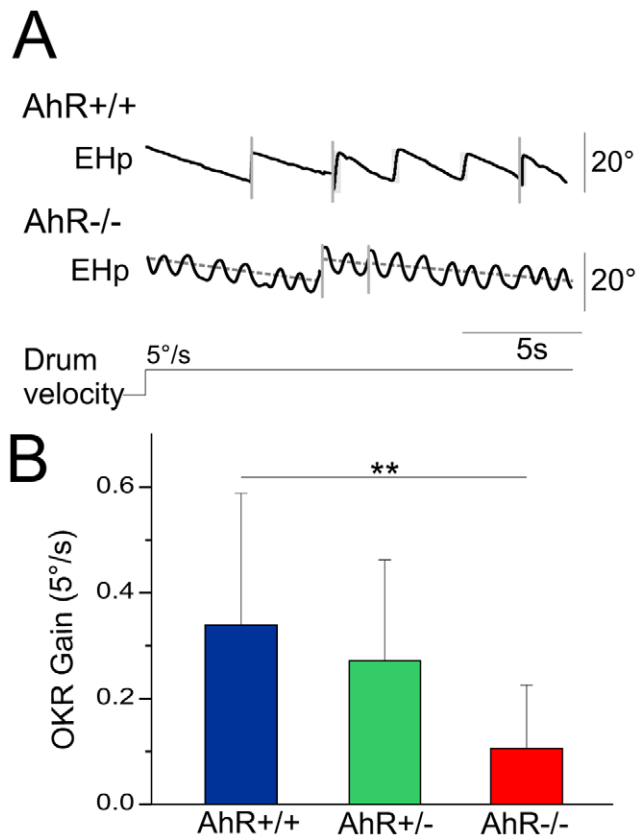 A
AhR+/+
EHp
20°
AhR-/-
EHp
20°
5s
Drum
velocity
5°/s
B
**
OKR Gain (5°/s)
0.6
0.4
0.2
0.0
AhR+/+ AhR+/- AhR-/-